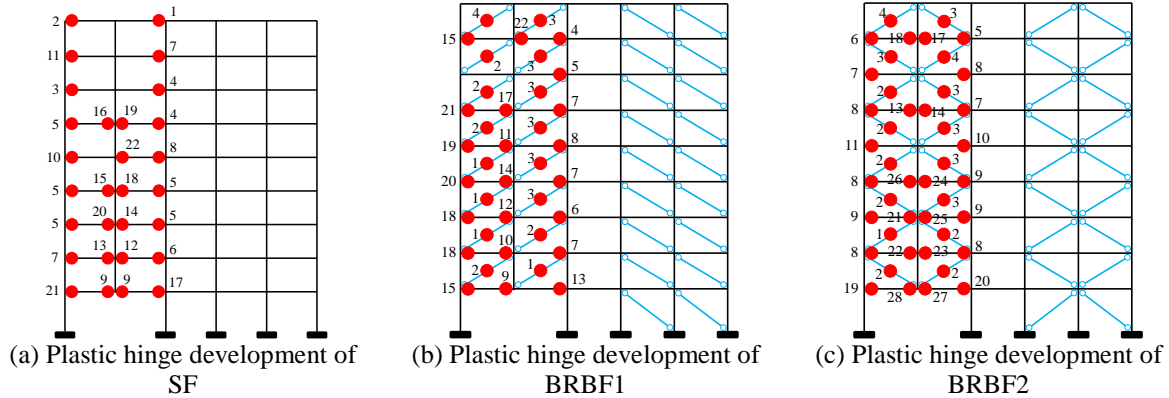 2 1
11 7
3 4
5 16 19 4
10 22 8
5 15 18 5
5 20 14 5
7 13 12 6
21 9 9 17
(a) Plastic hinge development of
SF
4 22 3
15 4
2 3 5
2 17 3
21 7
2 11 3
19 8
1 14 3
20 7
1 12 3
18 6
1 10 2
18 7
2 9 1
15 13
(b) Plastic hinge development of
BRBF1
4 3
6 18 17 5
3 4
7 8
2 3
8 13 14 7
2 3
11 10
2 3
8 26 24 9
2 3
9 21 25 9
1 2
8 22 23 8
2 2
19 28 27 20
(c) Plastic hinge development of
BRBF2